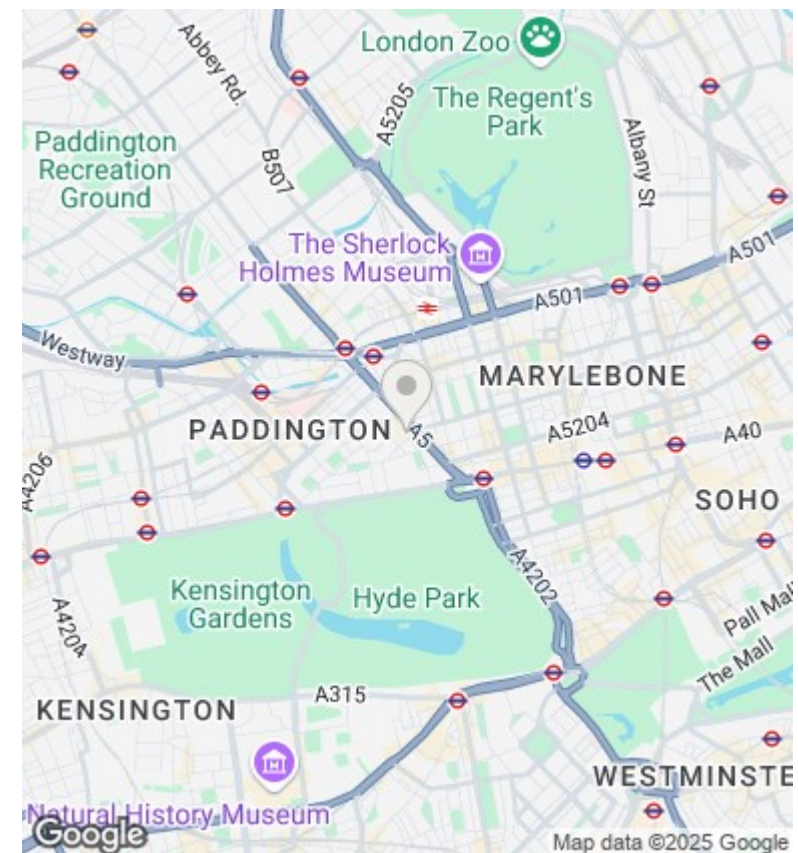 London Zoo
Abbey Rd.
A5205
The Regent's
Park
Paddington
Recreation
Ground
B507
Albany St
The Sherlock
Holmes Museum
A501
A501
Westway
MARYLEBONE
PADDINGTON
A5
A5204
A40
A4206
SOHO
A4202
Kensington
Gardens
Hyde Park
A4204
Pall Mall
The Mall
A315
KENSINGTON
WESTMINSTE
Natural History Museum
Google
Map data ©2025 Google